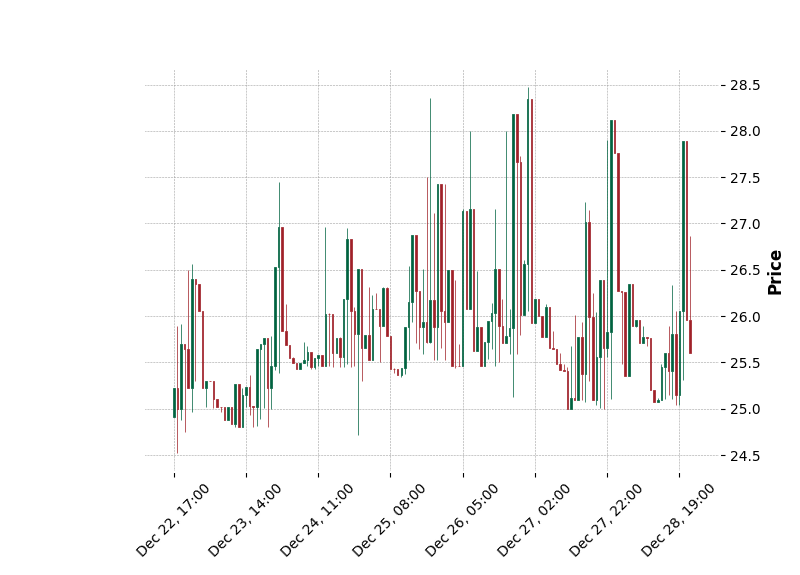 28.5
28.0
27.5
27.0
26.5
26.0
25.5
25.0
24.5
Price
Dec 22, 17:00
Dec 23, 14:00
Dec 24, 11:00
Dec 25, 08:00
Dec 26, 05:00
Dec 27, 02:00
Dec 27, 22:00
Dec 28, 19:00